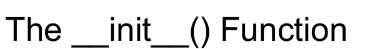 The __init__() Function